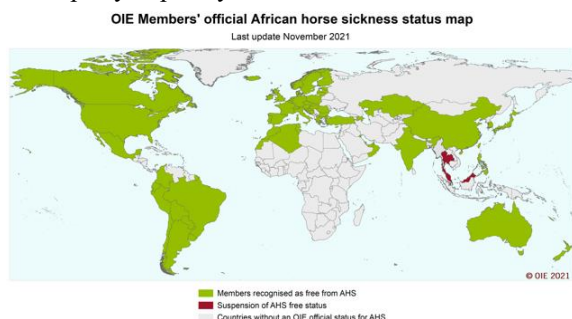 OIE Members' official African horse sickness status map
Last update November 2021
© OIE 2021
Members recognised as free from AHS
Suspension of AHS free status
Countries without an OIE official status for AHS